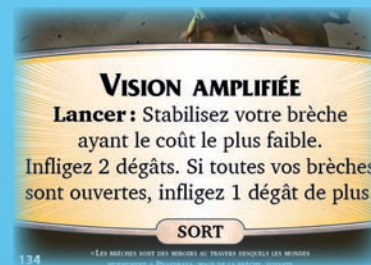 VISION AMPLIFIÉE
Lancer : Stabilisez votre brèche
ayant le coût le plus faible.
Infligez 2 dégâts. Si toutes vos brèches
sont ouvertes, infligez 1 dégât de plus
SORT
«LES BRÈCHES SONT DES MIROIRS AU TRAVERS DESQUELS LES MONDES
134